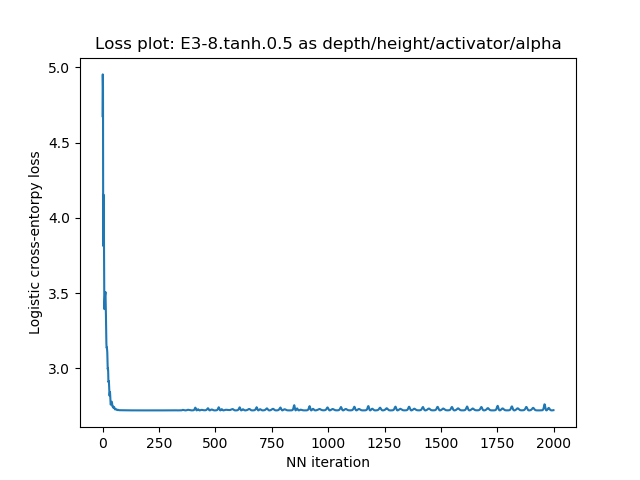 Loss plot: E3-8.tanh.0.5 as depth/height/activator/alpha
5.0
4.5
4.0
3.5
3.0
Logistic cross-entorpy loss
0 250 500 750 1000 1250 1500 1750 2000
NN iteration